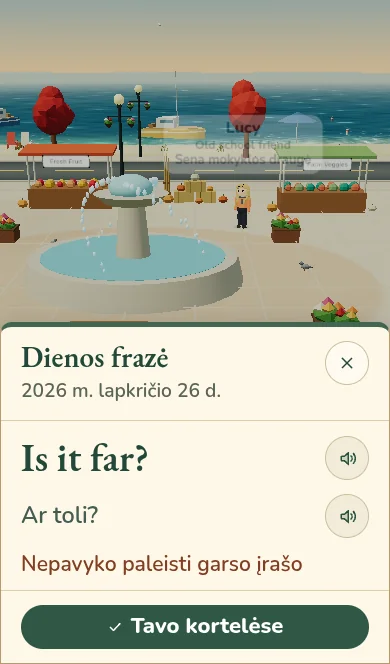 Lucy
Old school friend
Sena mokyklos draugė
Fresh Fruit
Farm Veggies
Dienos frazė
2026 m. lapkričio 26 d.
Is it far?
Ar toli?
Nepavyko paleisti garso įrašo
Tavo kortelėse